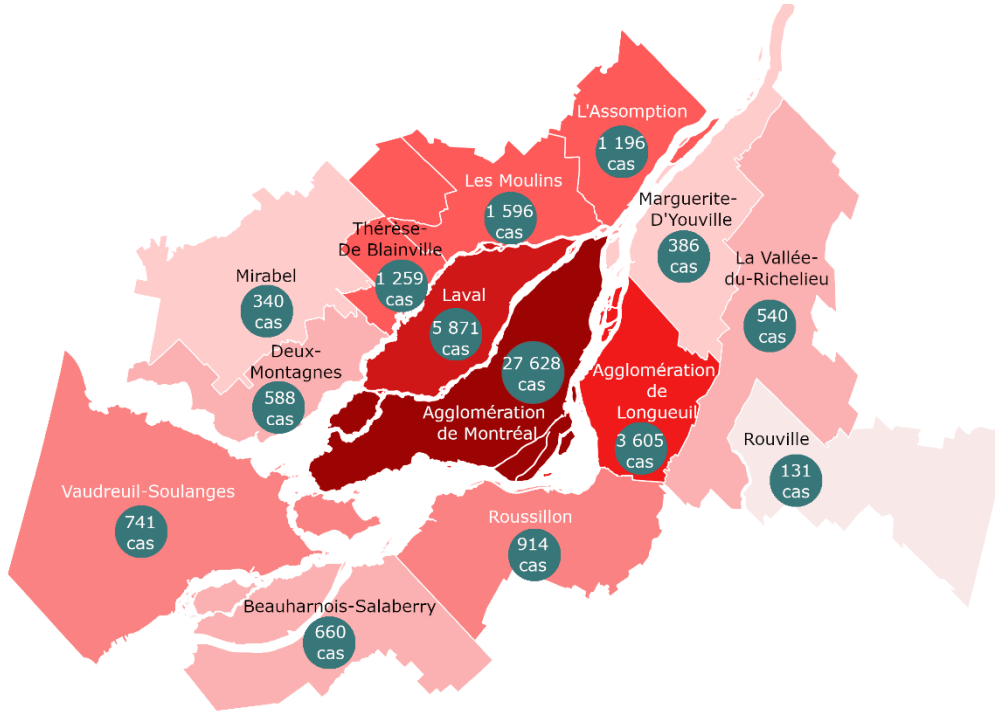 L'Assomption
1 196
cas
Les Moulins
1 596
cas
Marguerite-
D'Youville
386
cas
Thérèse-
De Blainville
1 259
cas
La Vallée-
du-Richelieu
540
cas
Mirabel
340
cas
Laval
5 871
cas
Deux-
Montagnes
588
cas
27 628
cas
Agglomération
de Montréal
Agglomération
de
Longueuil
3 605
cas
Rouville
131
cas
Vaudreuil-Soulanges
741
cas
Roussillon
914
cas
Beauharnois-Salaberry
660
cas